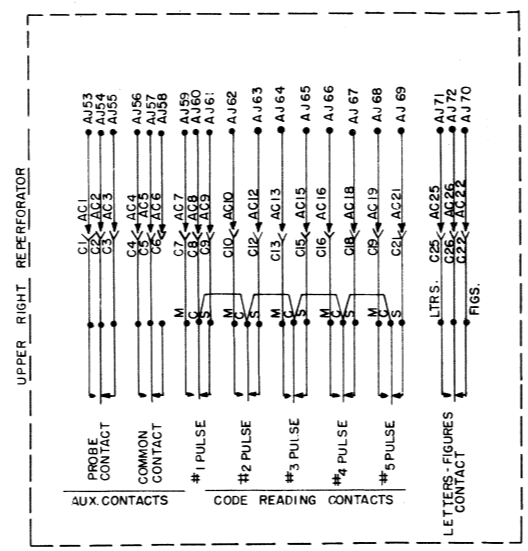 AJ53
AJ54
AJ55
AJ56
AJ57
AJ58
AJ59
AJ60
AJ61
AJ62
AJ63
AJ64
AJ65
AJ66
AJ67
AJ68
AJ69
AJ71
AJ72
AJ70
AC1
AC2
AC3
AC4
AC5
AC6
AC7
AC8
AC9
AC10
AC12
AC13
AC15
AC16
AC18
AC19
AC21
AC25
AC26
AC22
C1
C2
C3
C4
C5
C6
C7
C8
C9
C10
C12
C13
C15
C16
C18
C19
C21
C25
C26
C22
UPPER RIGHT REPERFORATOR
M
C
S
M
C
S
M
C
S
M
C
S
M
C
S
LTRS.
FIGS.
PROBE
CONTACT
COMMON
CONTACT
#1 PULSE
#2 PULSE
#3 PULSE
#4 PULSE
#5 PULSE
LETTERS-FIGURES
CONTACT
AUX. CONTACTS
CODE READING CONTACTS